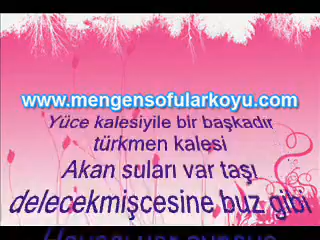 www.mengensofularkoyu.com
Yüce kalesiyile bir başkadır
türkmen kalesi
Akan suları var taşı
delecekmişcesine buz gibi